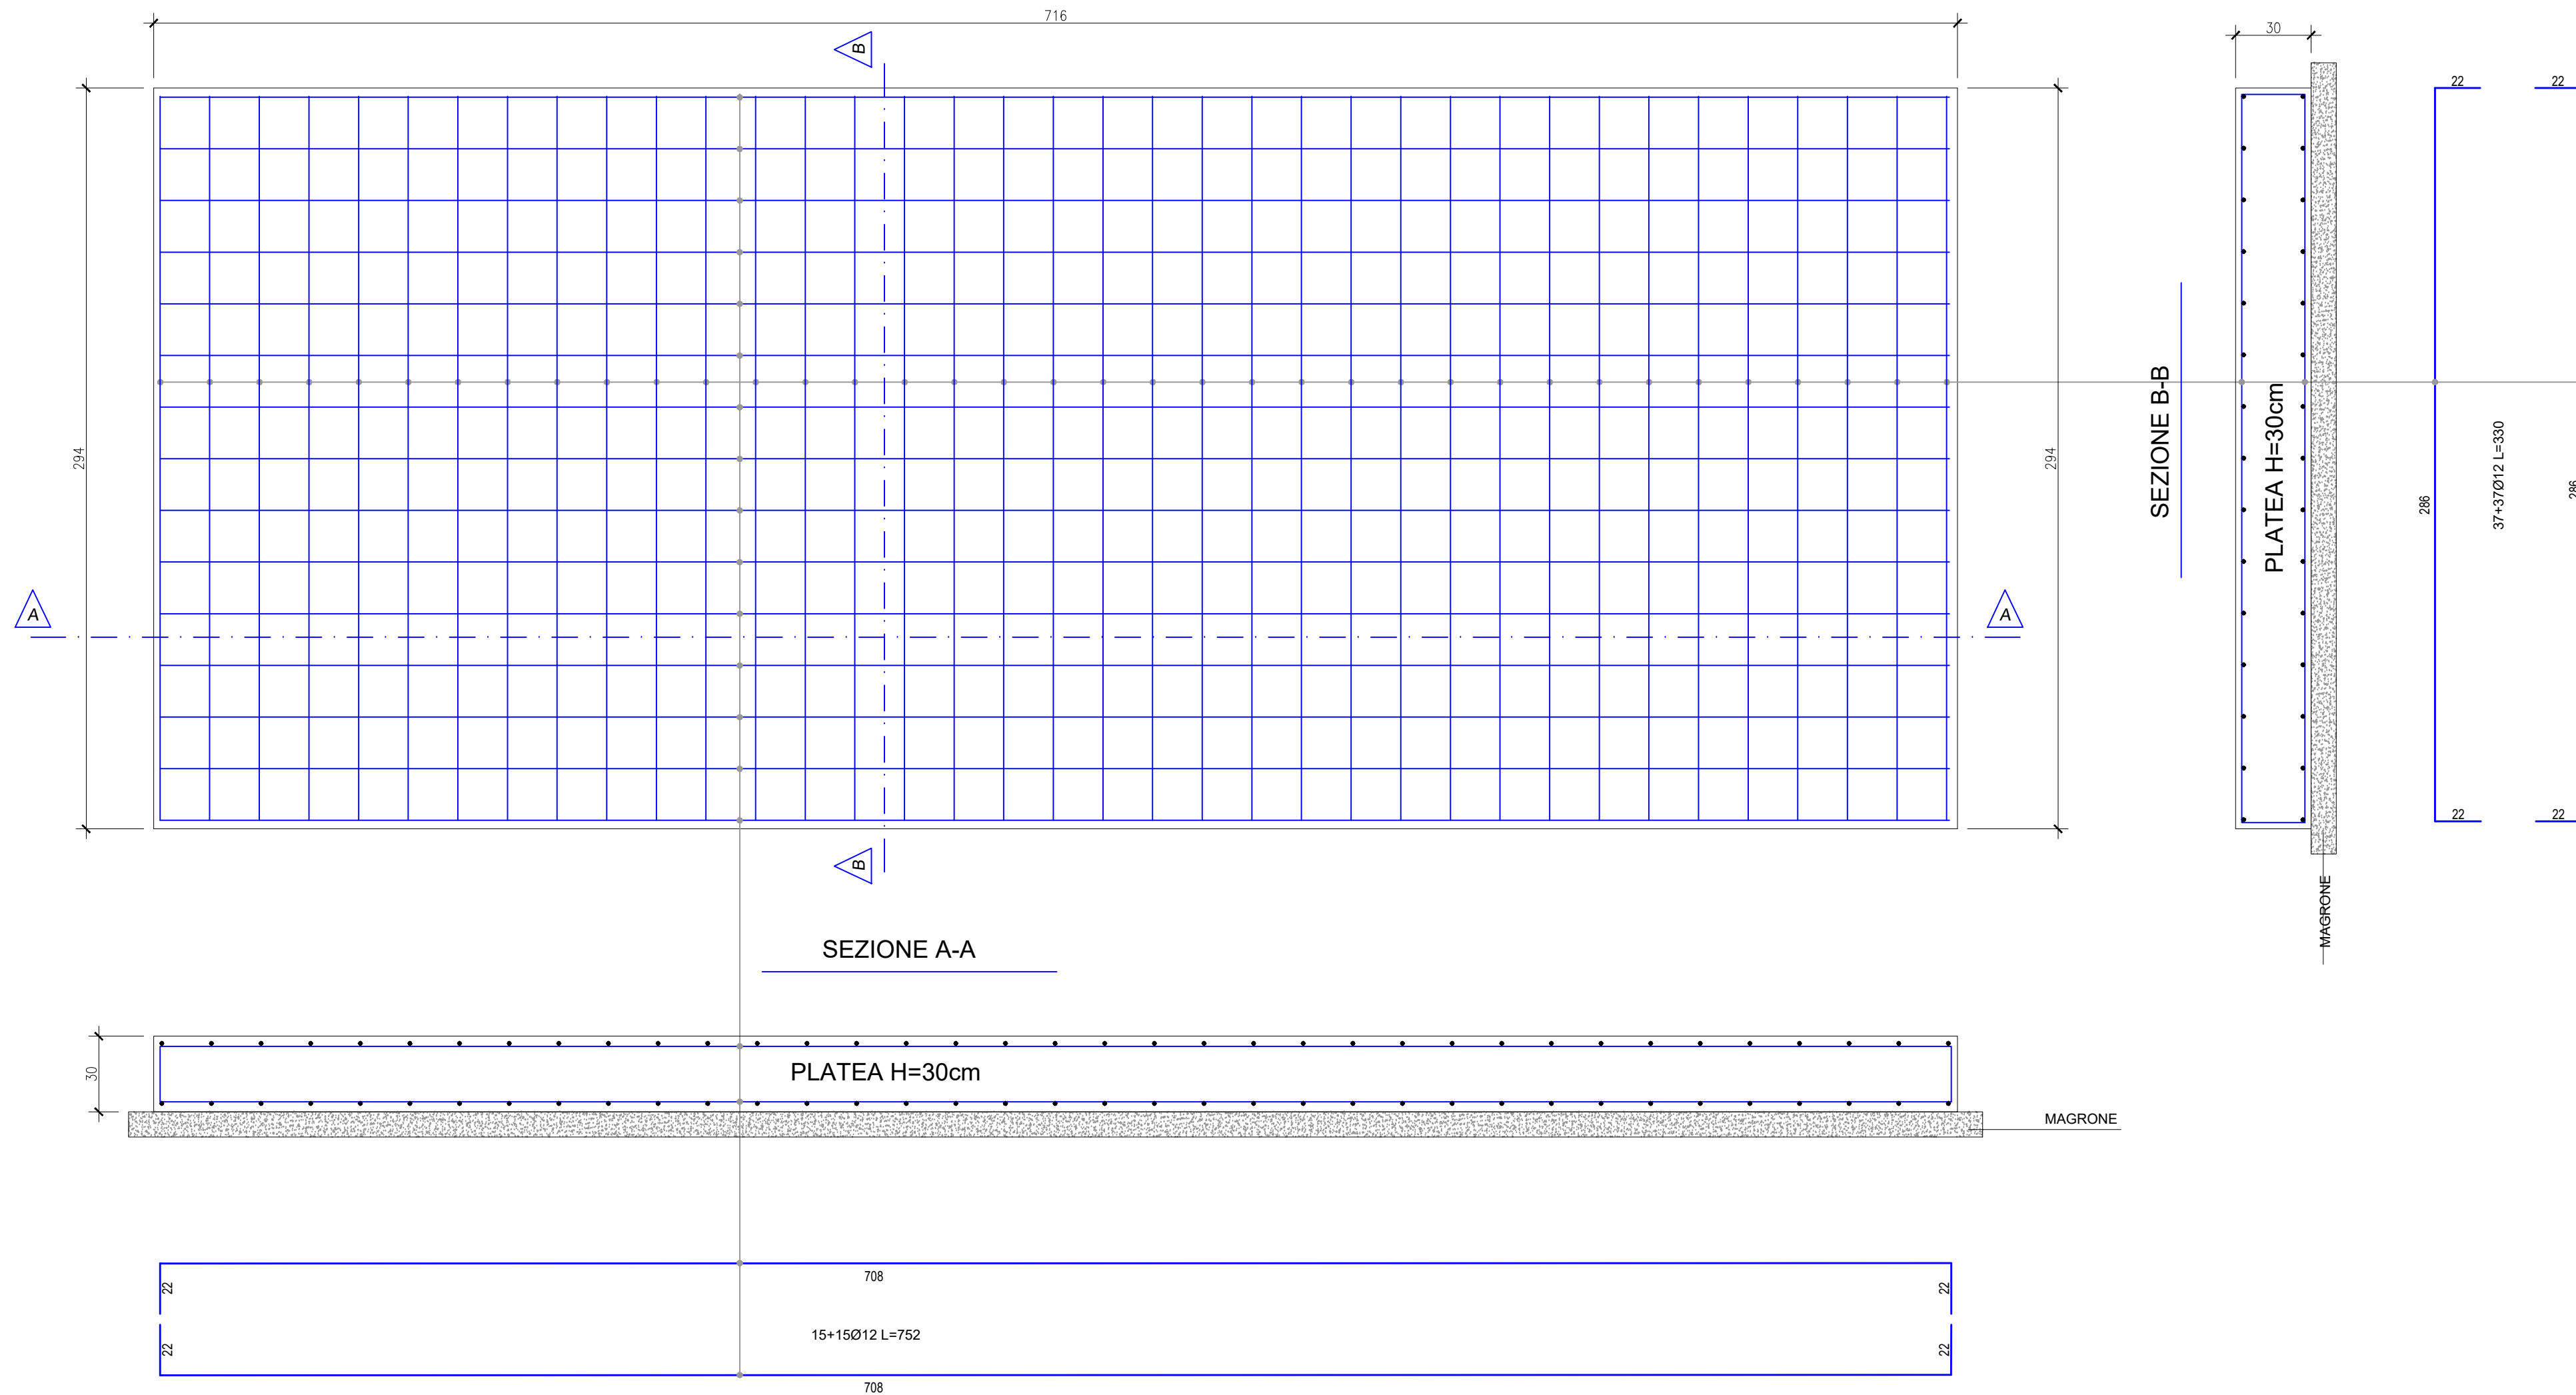 716
B
30
22
22
294
294
SEZIONE B-B
PLATEA H=30cm
286
37+37Ø12 L=330
286
A
A
22
22
B
MAGRONE
SEZIONE A-A
30
PLATEA H=30cm
MAGRONE
22
708
22
15+15Ø12 L=752
22
22
708